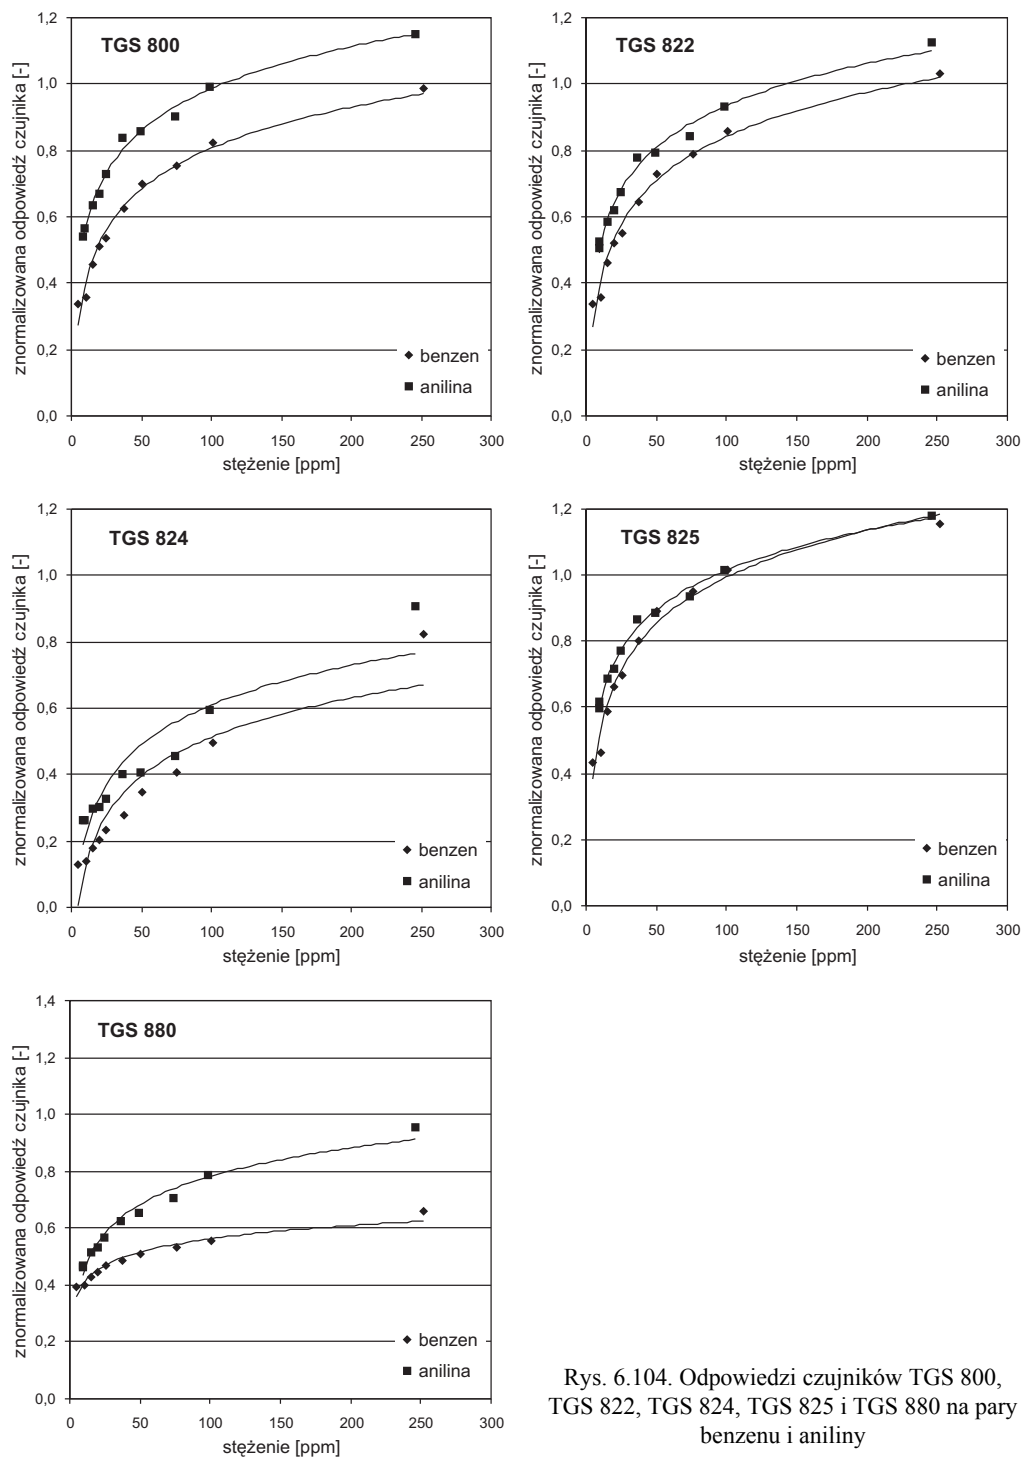 TGS 800
znormalizowana odpowiedź czujnika [-]
1,2
1,0
0,8
0,6
0,4
0,2
0,0
benzen
anilina
0 50 100 150 200 250 300
stężenie [ppm]
TGS 822
znormalizowana odpowiedź czujnika [-]
1,2
1,0
0,8
0,6
0,4
0,2
0,0
benzen
anilina
0 50 100 150 200 250 300
stężenie [ppm]
TGS 824
znormalizowana odpowiedź czujnika [-]
1,2
1,0
0,8
0,6
0,4
0,2
0,0
benzen
anilina
0 50 100 150 200 250 300
stężenie [ppm]
TGS 825
znormalizowana odpowiedź czujnika [-]
1,2
1,0
0,8
0,6
0,4
0,2
0,0
benzen
anilina
0 50 100 150 200 250 300
stężenie [ppm]
TGS 880
znormalizowana odpowiedź czujnika [-]
1,4
1,2
1,0
0,8
0,6
0,4
0,2
0,0
benzen
anilina
0 50 100 150 200 250 300
stężenie [ppm]
Rys. 6.104. Odpowiedzi czujników TGS 800,
TGS 822, TGS 824, TGS 825 i TGS 880 na pary
benzenu i aniliny